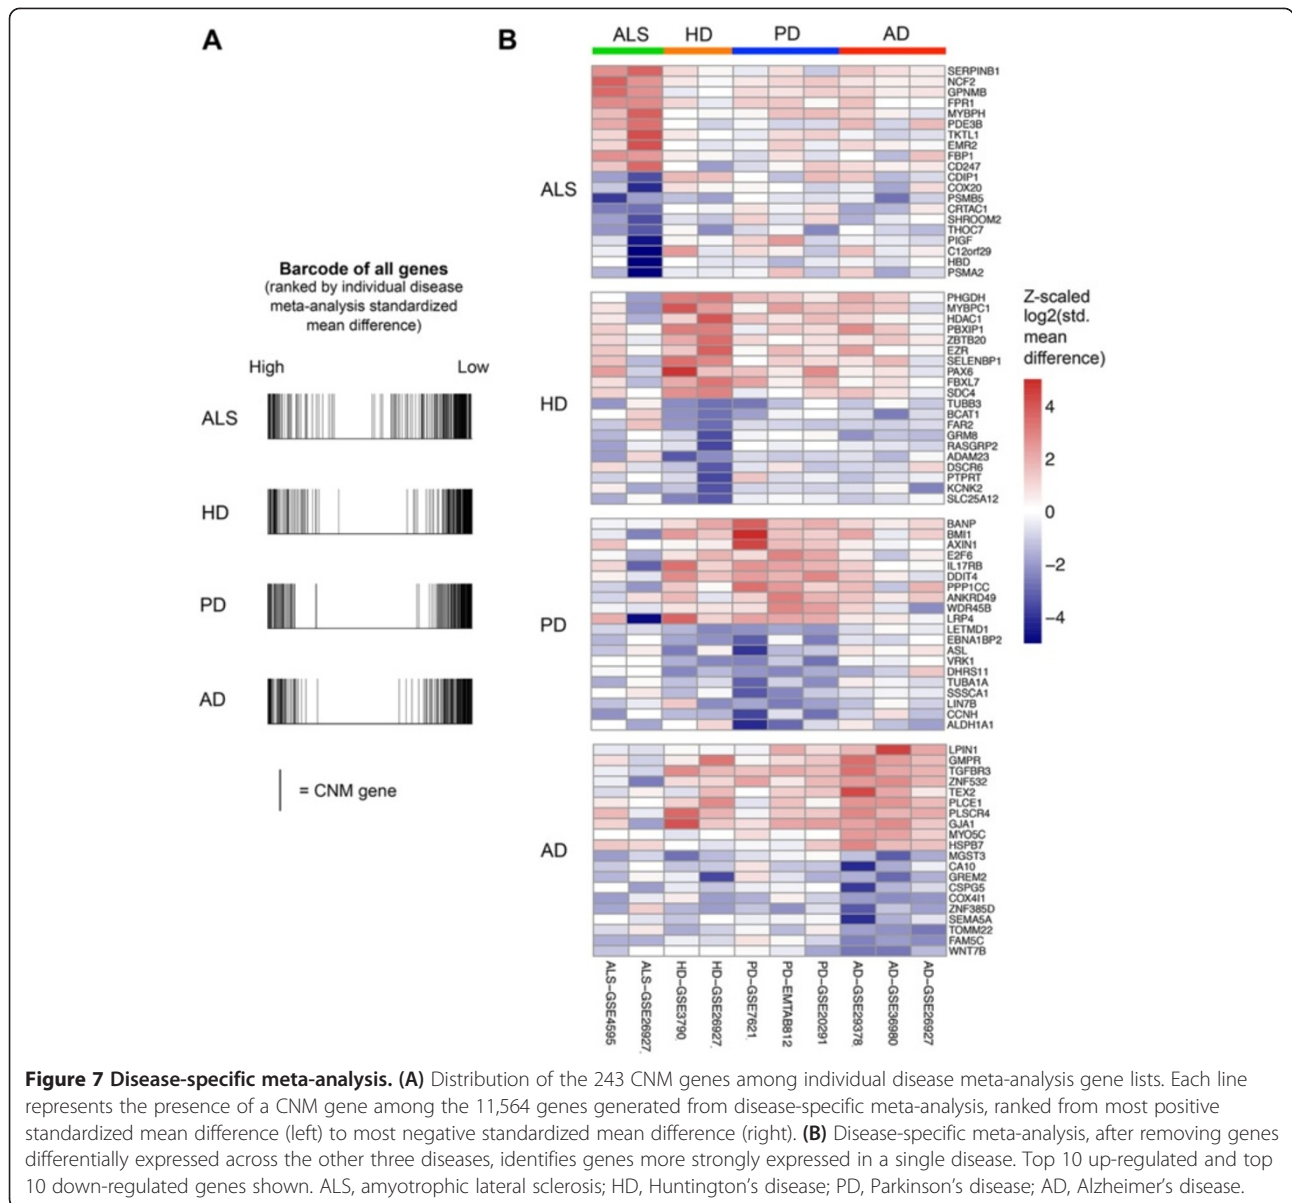 A
Barcode of all genes
(ranked by individual disease
meta-analysis standardized
mean difference)
High Low
ALS
HD
PD
AD
= CNM gene
B
ALS HD PD AD
ALS
SERPINB1
NCF2
GPNMB
FPR1
MYBPH
PDE3B
TKTL1
EMR2
FBP1
CD247
CDIP1
COX20
PSMB5
CRTAC1
SHROOM2
THOC7
PIGF
C12orf29
HBD
PSMA2
HD
PHGDH
MYBPC1
HDAC1
PBXIP1
ZBTB20
EZR
SELENBP1
PAX6
FBXL7
SDC4
TUBB3
BCAT1
FAR2
GRM8
RASGRP2
ADAM23
DSCR6
PTPRT
KCNK2
SLC25A12
PD
BANP
BMI1
AXIN1
E2F6
IL17RB
DDIT4
PPP1CC
ANKRD49
WDR45B
LRP4
LETMD1
EBNA1BP2
ASL
VRK1
DHRS11
TUBA1A
SSSCA1
LIN7B
CCNH
ALDH1A1
AD
LPIN1
GMPR
TGFBR3
ZNF532
TEX2
PLCE1
PLSCR4
GJA1
MYO5C
HSPB7
MGST3
CA10
GREM2
CSPG5
COX4I1
ZNF385D
SEMA5A
TOMM22
FAM5C
WNT7B
ALS-GSE4595
ALS-GSE26927
HD-GSE3790
HD-GSE26927
PD-GSE7621
PD-EMTAB812
PD-GSE20291
AD-GSE29378
AD-GSE36980
AD-GSE26927
Z-scaled
log2(std.
mean
difference)
4
2
0
−2
−4
Figure 7 Disease-specific meta-analysis. (A) Distribution of the 243 CNM genes among individual disease meta-analysis gene lists. Each line
represents the presence of a CNM gene among the 11,564 genes generated from disease-specific meta-analysis, ranked from most positive
standardized mean difference (left) to most negative standardized mean difference (right). (B) Disease-specific meta-analysis, after removing genes
differentially expressed across the other three diseases, identifies genes more strongly expressed in a single disease. Top 10 up-regulated and top
10 down-regulated genes shown. ALS, amyotrophic lateral sclerosis; HD, Huntington's disease; PD, Parkinson's disease; AD, Alzheimer's disease.